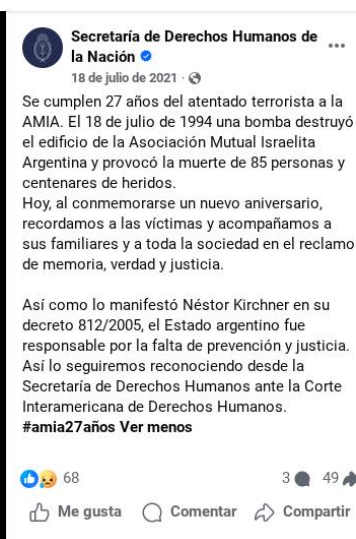 Secretaría de Derechos Humanos de
la Nación
18 de julio de 2021 ·
Se cumplen 27 años del atentado terrorista a la
AMIA. El 18 de julio de 1994 una bomba destruyó
el edificio de la Asociación Mutual Israelita
Argentina y provocó la muerte de 85 personas y
centenares de heridos.
Hoy, al conmemorarse un nuevo aniversario,
recordamos a las víctimas y acompañamos a
sus familiares y a toda la sociedad en el reclamo
de memoria, verdad y justicia.
Así como lo manifestó Néstor Kirchner en su
decreto 812/2005, el Estado argentino fue
responsable por la falta de prevención y justicia.
Así lo seguiremos reconociendo desde la
Secretaría de Derechos Humanos ante la Corte
Interamericana de Derechos Humanos.
#amia27años Ver menos
68 3 49
Me gusta Comentar Compartir